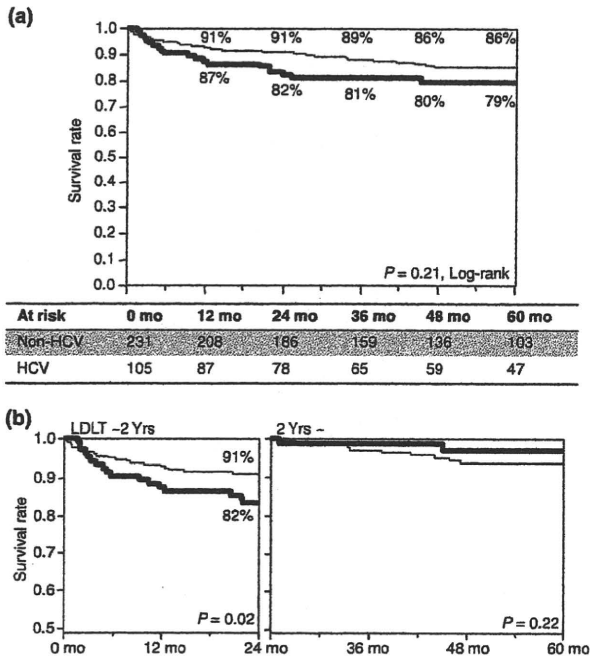 (a)
1.0
0.9
0.8
0.7
0.6
0.5
0.4
0.3
0.2
0.1
0.0
Survival rate
91% 91% 89% 86% 86%
87% 82% 81% 80% 79%
P = 0.21, Log-rank
At risk 0 mo 12 mo 24 mo 36 mo 48 mo 60 mo
Non-HCV 231 208 186 159 136 103
HCV 105 87 78 65 59 47
(b)
LDLT ~2 Yrs
1.0
0.9
0.8
0.7
0.6
0.5
Survival rate
91%
82%
P = 0.02
0 mo 12 mo 24 mo
2 Yrs ~
P = 0.22
36 mo 48 mo 60 mo